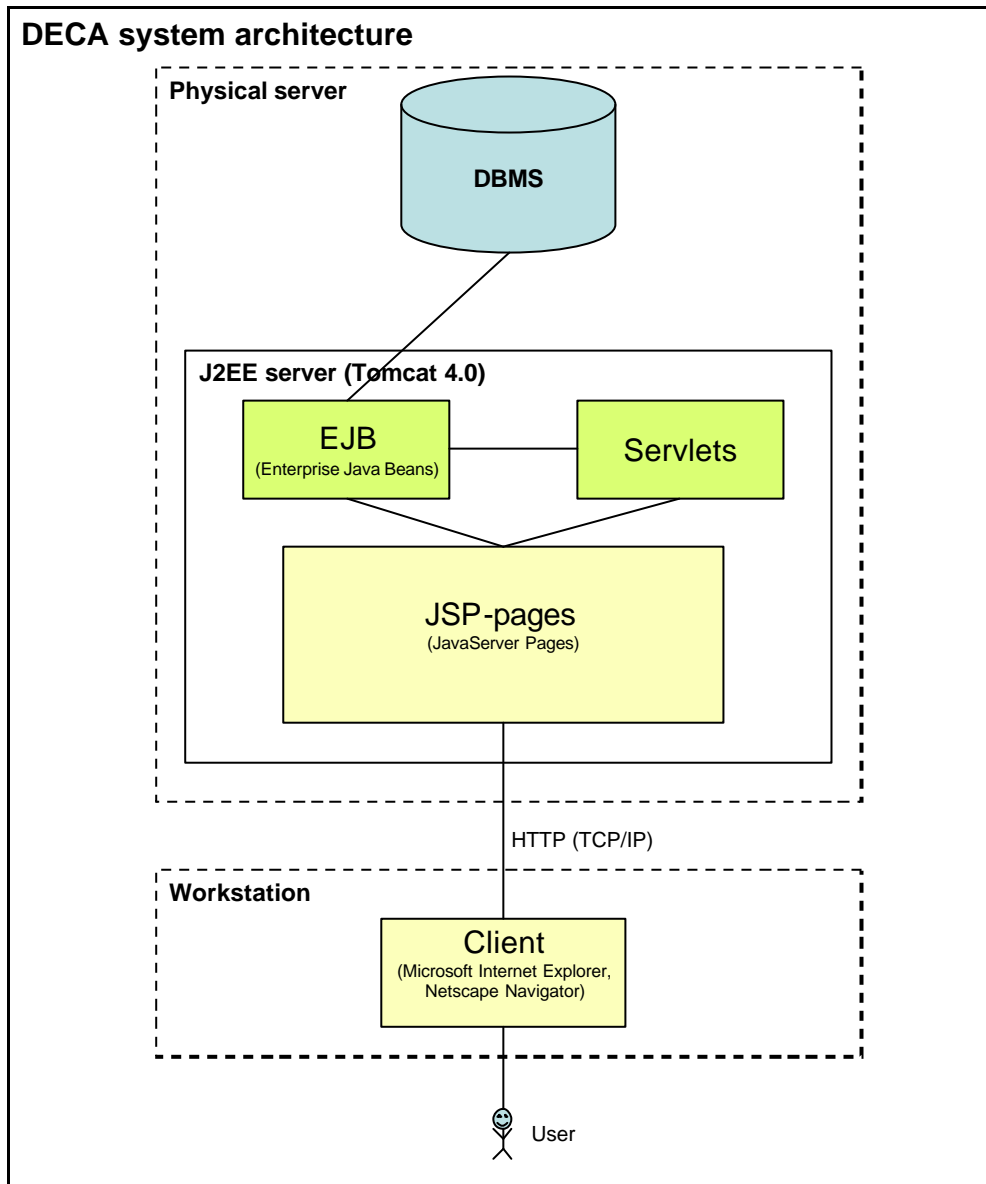 DECA system architecture
Physical server
DBMS
J2EE server (Tomcat 4.0)
EJB
(Enterprise Java Beans)
Servlets
JSP-pages
(JavaServer Pages)
HTTP (TCP/IP)
Workstation
Client
(Microsoft Internet Explorer,
Netscape Navigator)
User